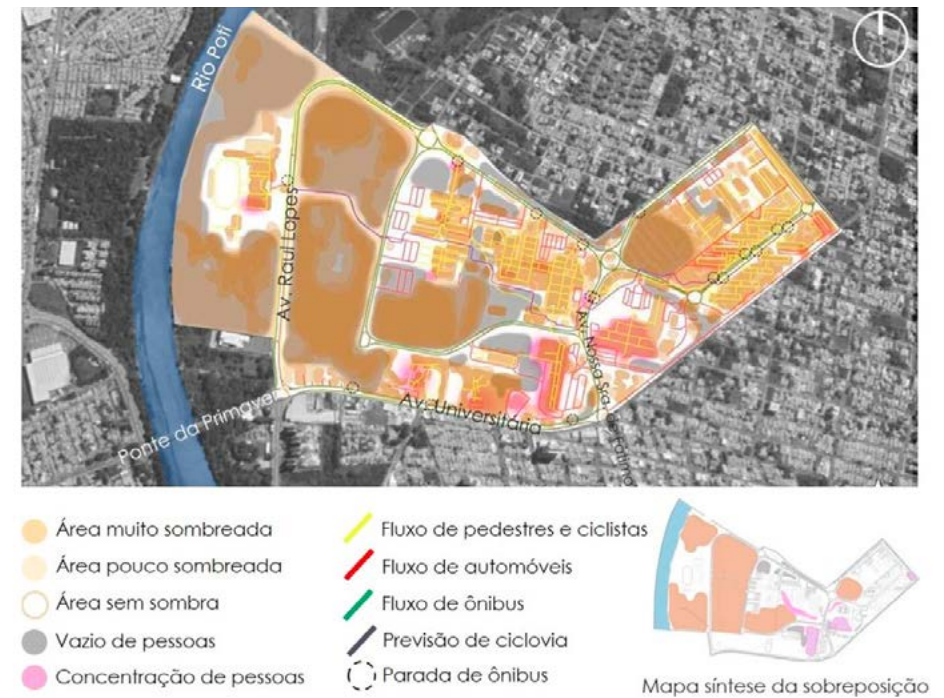 Rio Poti
Av. Raul Lopes
Ponte da Primavera
Av. Universitária
Av. Nossa Sra.
Área muito sombreada
Área pouco sombreada
Área sem sombra
Vazio de pessoas
Concentração de pessoas
Fluxo de pedestres e ciclistas
Fluxo de automóveis
Fluxo de ônibus
Previsão de ciclovia
Parada de ônibus
Mapa síntese da sobreposição